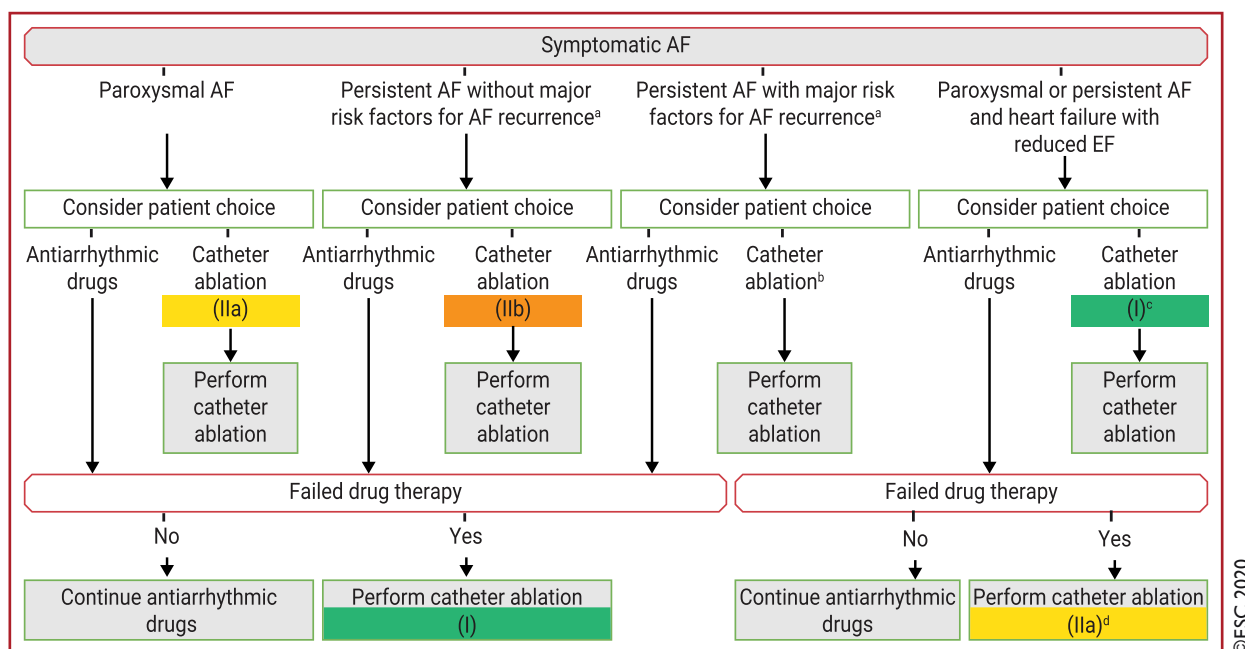 Symptomatic AF
Paroxysmal AF
Persistent AF without major
risk factors for AF recurrenceᵃ
Persistent AF with major risk
factors for AF recurrenceᵃ
Paroxysmal or persistent AF
and heart failure with
reduced EF
Consider patient choice
Consider patient choice
Consider patient choice
Consider patient choice
Antiarrhythmic
drugs
Catheter
ablation
(IIa)
Antiarrhythmic
drugs
Catheter
ablation
(IIb)
Antiarrhythmic
drugs
Catheter
ablationᵇ
Antiarrhythmic
drugs
Catheter
ablation
(I)ᶜ
Perform
catheter
ablation
Perform
catheter
ablation
Perform
catheter
ablation
Perform
catheter
ablation
Failed drug therapy
Failed drug therapy
No
Yes
No
Yes
Continue antiarrhythmic
drugs
Perform catheter ablation
(I)
Continue antiarrhythmic
drugs
Perform catheter ablation
(IIa)ᵈ
©ESC 2020